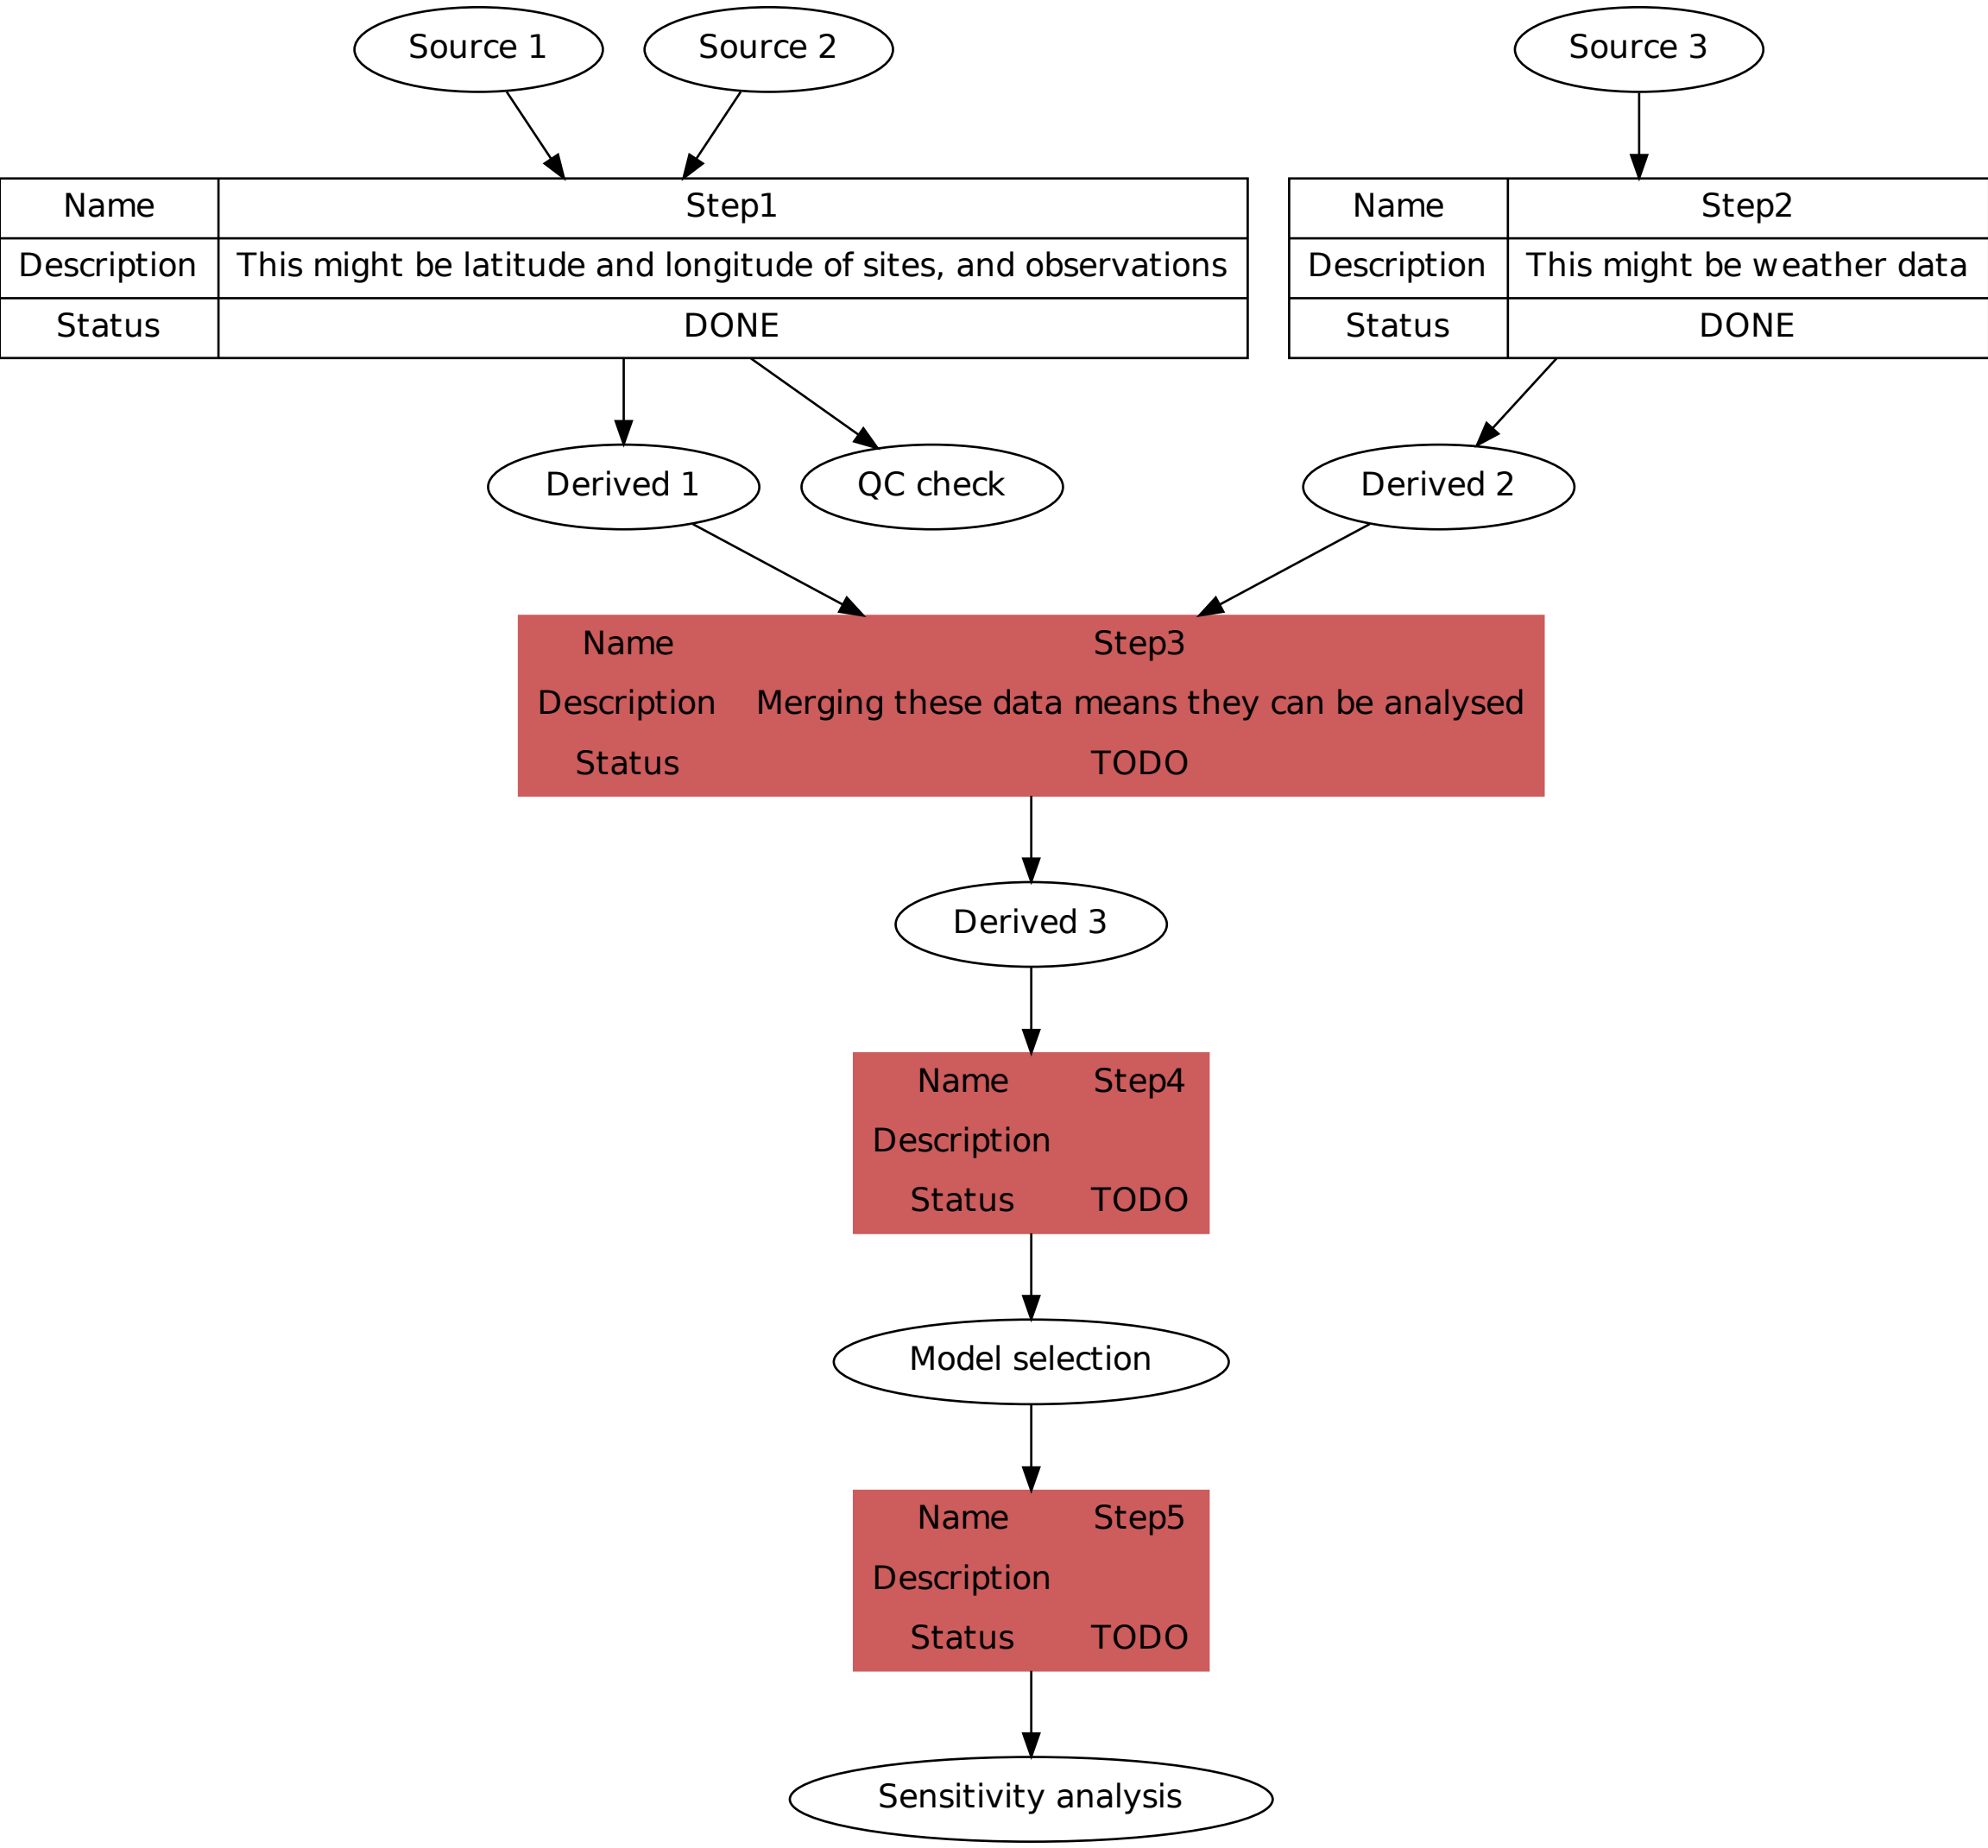 Source 1 Source 2 Source 3
Name Step1
Description This might be latitude and longitude of sites, and observations
Status DONE
Name Step2
Description This might be weather data
Status DONE
Derived 1 QC check Derived 2
Name Step3
Description Merging these data means they can be analysed
Status TODO
Derived 3
Name Step4
Description
Status TODO
Model selection
Name Step5
Description
Status TODO
Sensitivity analysis